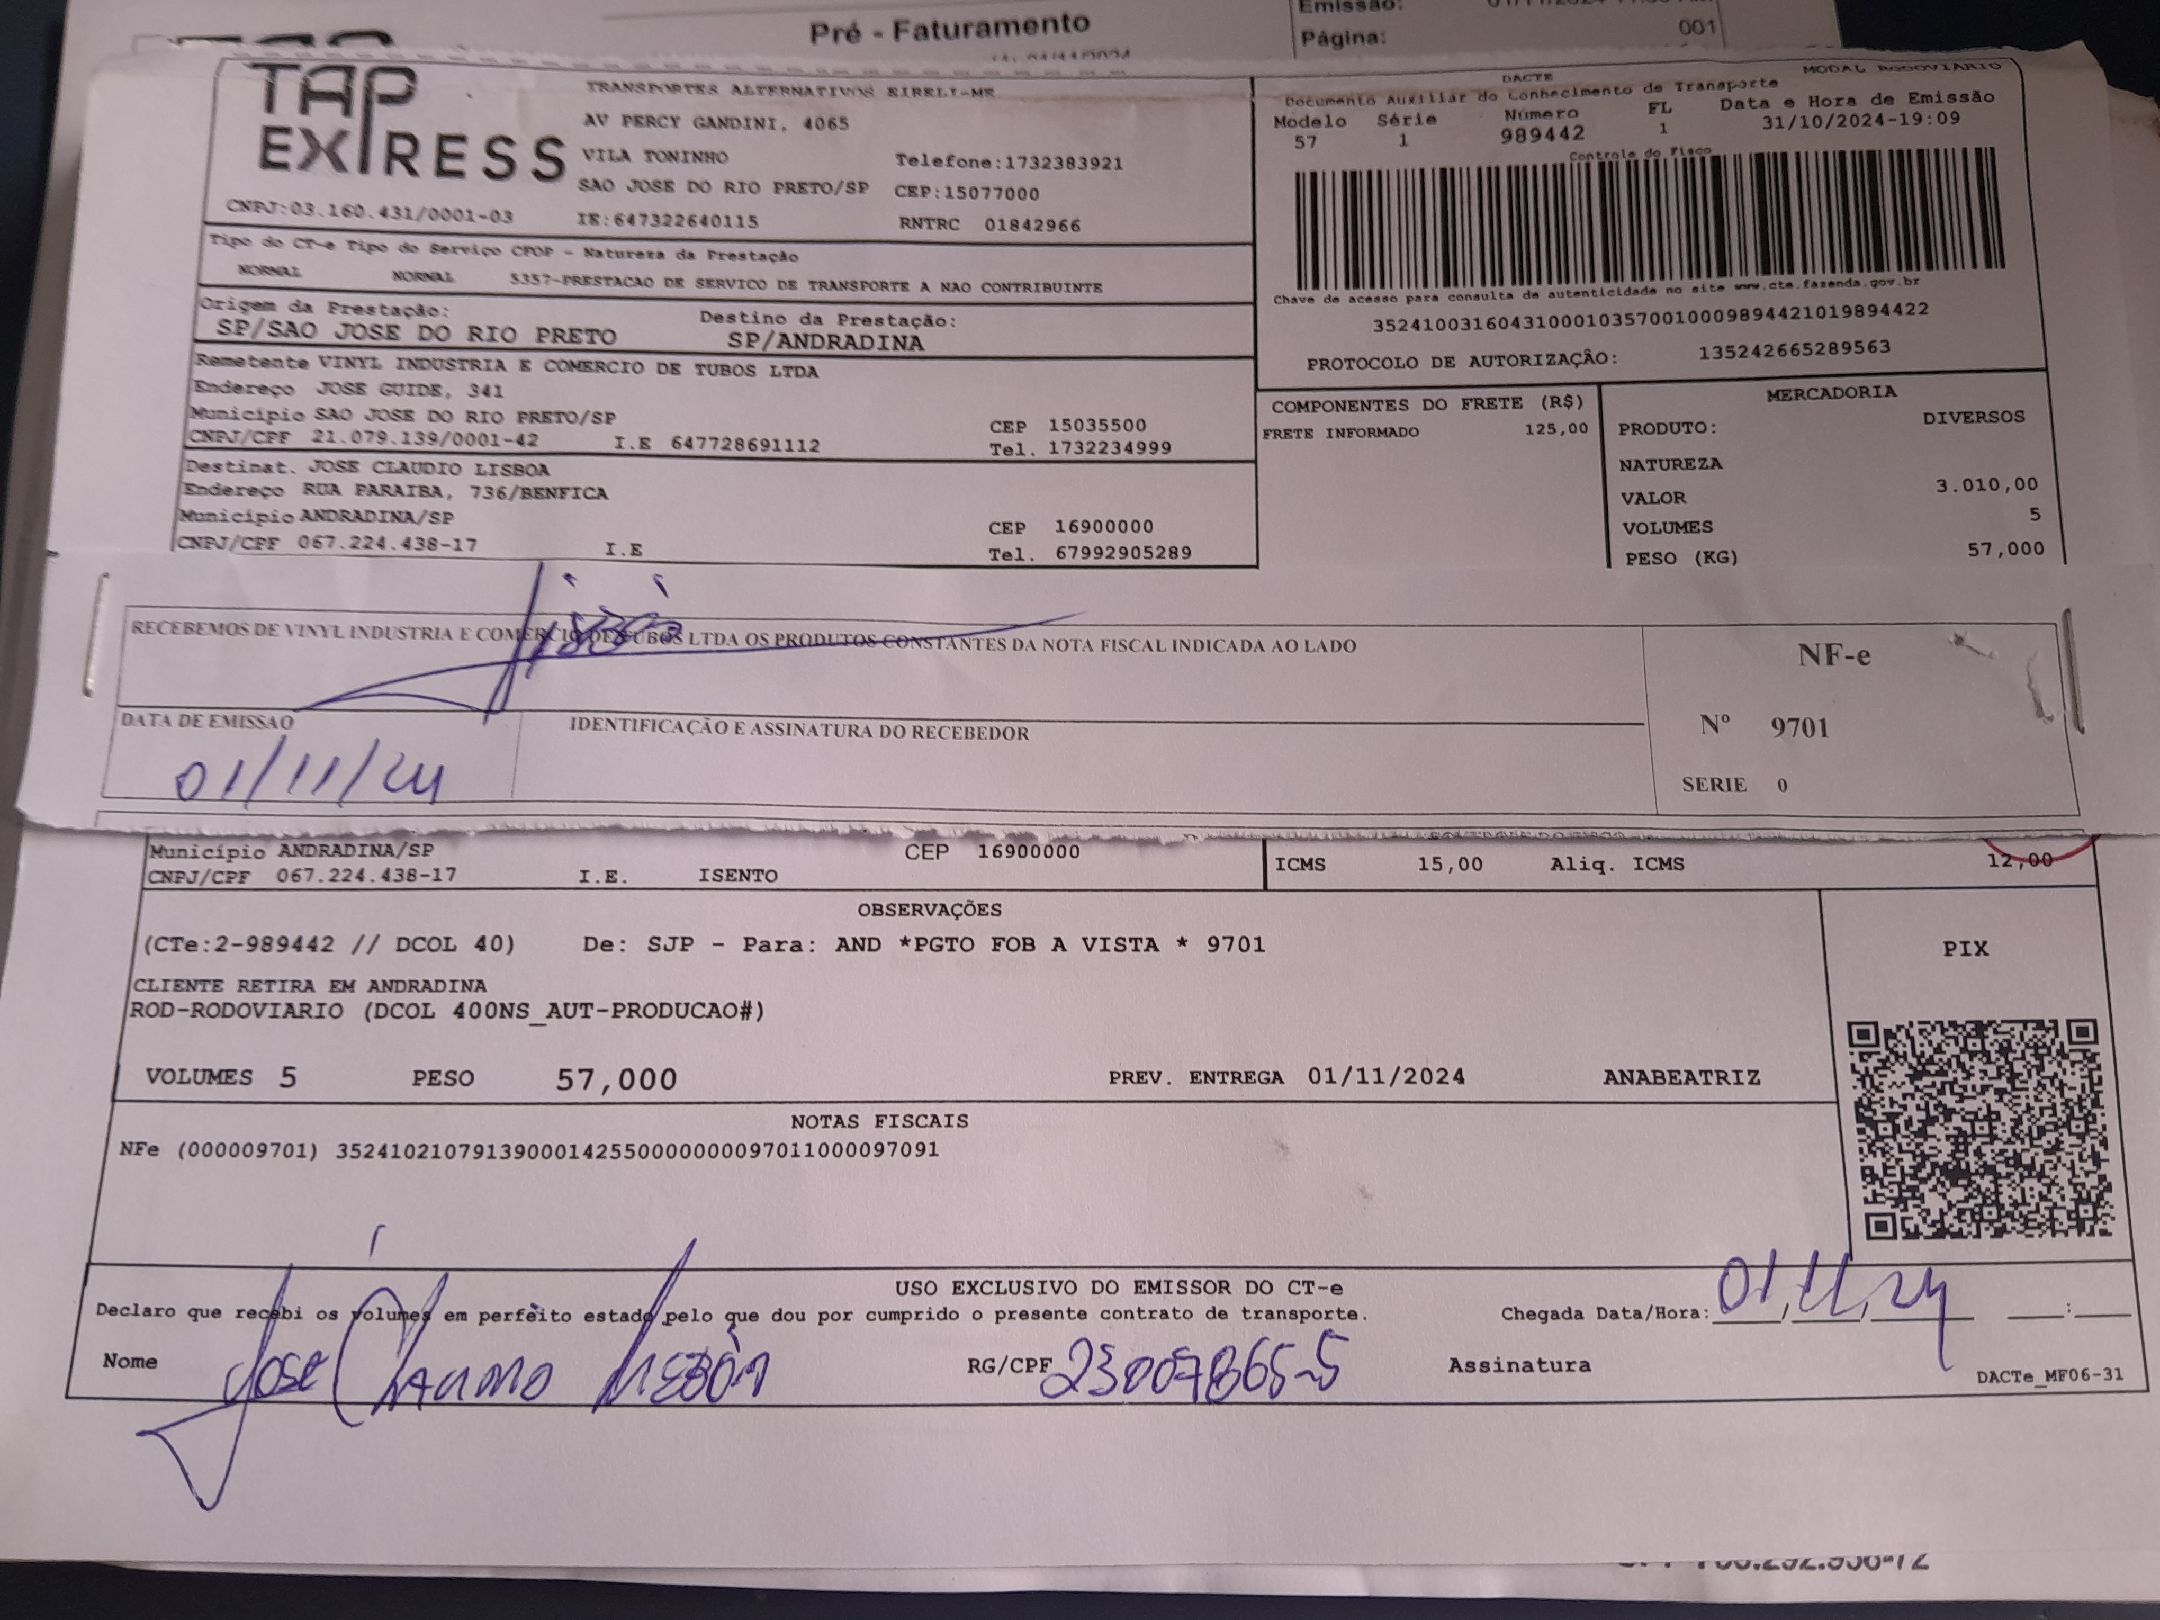 Pré - Faturamento
Emissão:
Página: 001
TAP EXPRESS
TRANSPORTES ALTERNATIVOS EIRELI-ME
AV PERCY GANDINI, 4065
VILA TONINHO Telefone:1732383921
SAO JOSE DO RIO PRETO/SP CEP:15077000
CNPJ:03.160.431/0001-03 IE:647322640115 RNTRC 01842966
DACTE MODAL RODOVIARIO
Documento Auxiliar do Conhecimento de Transporte
Modelo Série Número FL Data e Hora de Emissão
57 1 989442 1 31/10/2024-19:09
Controle do Fisco
Chave de acesso para consulta de autenticidade no site www.cte.fazenda.gov.br
35241003160431000103570010009894421019894422
PROTOCOLO DE AUTORIZAÇÂO: 135242665289563
Tipo do CT-e Tipo do Serviço CFOP - Natureza da Prestação
NORMAL NORMAL 5357-PRESTACAO DE SERVICO DE TRANSPORTE A NAO CONTRIBUINTE
Origem da Prestação: Destino da Prestação:
SP/SAO JOSE DO RIO PRETO SP/ANDRADINA
Remetente VINYL INDUSTRIA E COMERCIO DE TUBOS LTDA
Endereço JOSE GUIDE, 341
Município SAO JOSE DO RIO PRETO/SP CEP 15035500
CNPJ/CPF 21.079.139/0001-42 I.E 647728691112 Tel. 1732234999
Destinat. JOSE CLAUDIO LISBOA
Endereço RUA PARAIBA, 736/BENFICA
Município ANDRADINA/SP CEP 16900000
CNPJ/CPF 067.224.438-17 I.E Tel. 67992905289
COMPONENTES DO FRETE (R$)
FRETE INFORMADO 125,00
MERCADORIA
PRODUTO: DIVERSOS
NATUREZA
VALOR 3.010,00
VOLUMES 5
PESO (KG) 57,000
RECEBEMOS DE VINYL INDUSTRIA E COMERCIO DE TUBOS LTDA OS PRODUTOS CONSTANTES DA NOTA FISCAL INDICADA AO LADO
DATA DE EMISSAO IDENTIFICAÇÃO E ASSINATURA DO RECEBEDOR
01/11/24
NF-e
Nº 9701
SERIE 0
Município ANDRADINA/SP CEP 16900000
CNPJ/CPF 067.224.438-17 I.E. ISENTO
ICMS 15,00 Aliq. ICMS 12,00
OBSERVAÇÕES
(CTe:2-989442 // DCOL 40) De: SJP - Para: AND *PGTO FOB A VISTA * 9701
CLIENTE RETIRA EM ANDRADINA
ROD-RODOVIARIO (DCOL 400NS_AUT-PRODUCAO#)
PIX
VOLUMES 5 PESO 57,000 PREV. ENTREGA 01/11/2024 ANABEATRIZ
NOTAS FISCAIS
NFe (000009701) 35241021079139000142550000000097011000097091
USO EXCLUSIVO DO EMISSOR DO CT-e
Declaro que recebi os volumes em perfeito estado pelo que dou por cumprido o presente contrato de transporte. Chegada Data/Hora: 01/11/24
Nome José Claudio Lisboa RG/CPF Assinatura
DACTe_MF06-31